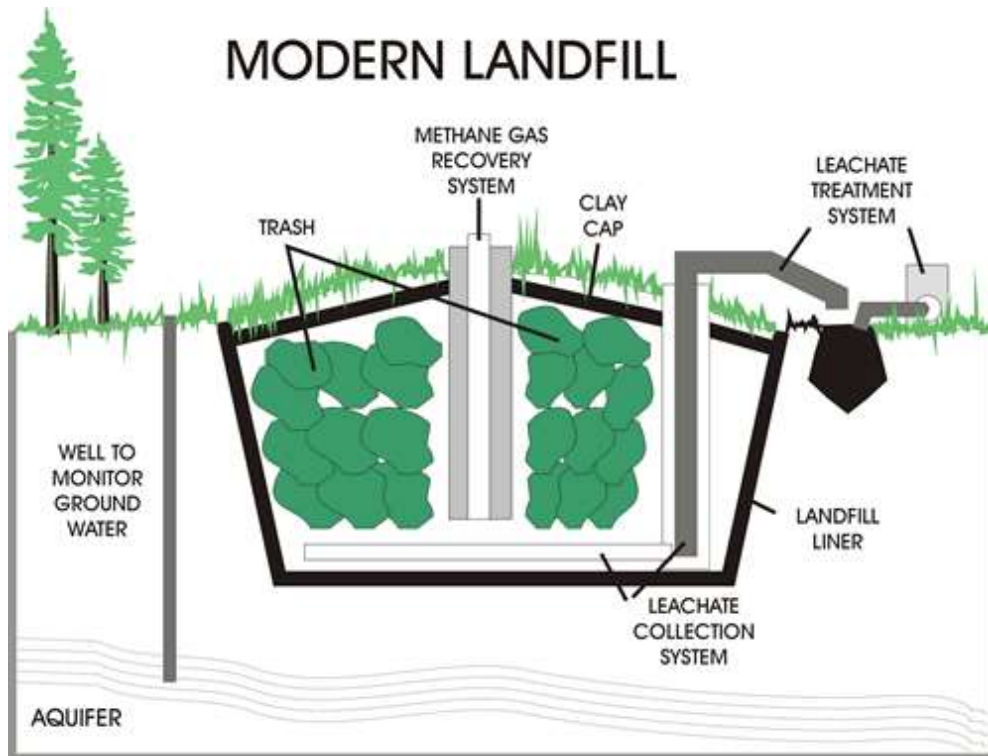 MODERN LANDFILL
METHANE GAS
RECOVERY
SYSTEM
LEACHATE
TREATMENT
SYSTEM
CLAY
CAP
TRASH
WELL TO
MONITOR
GROUND
WATER
LANDFILL
LINER
LEACHATE
COLLECTION
SYSTEM
AQUIFER